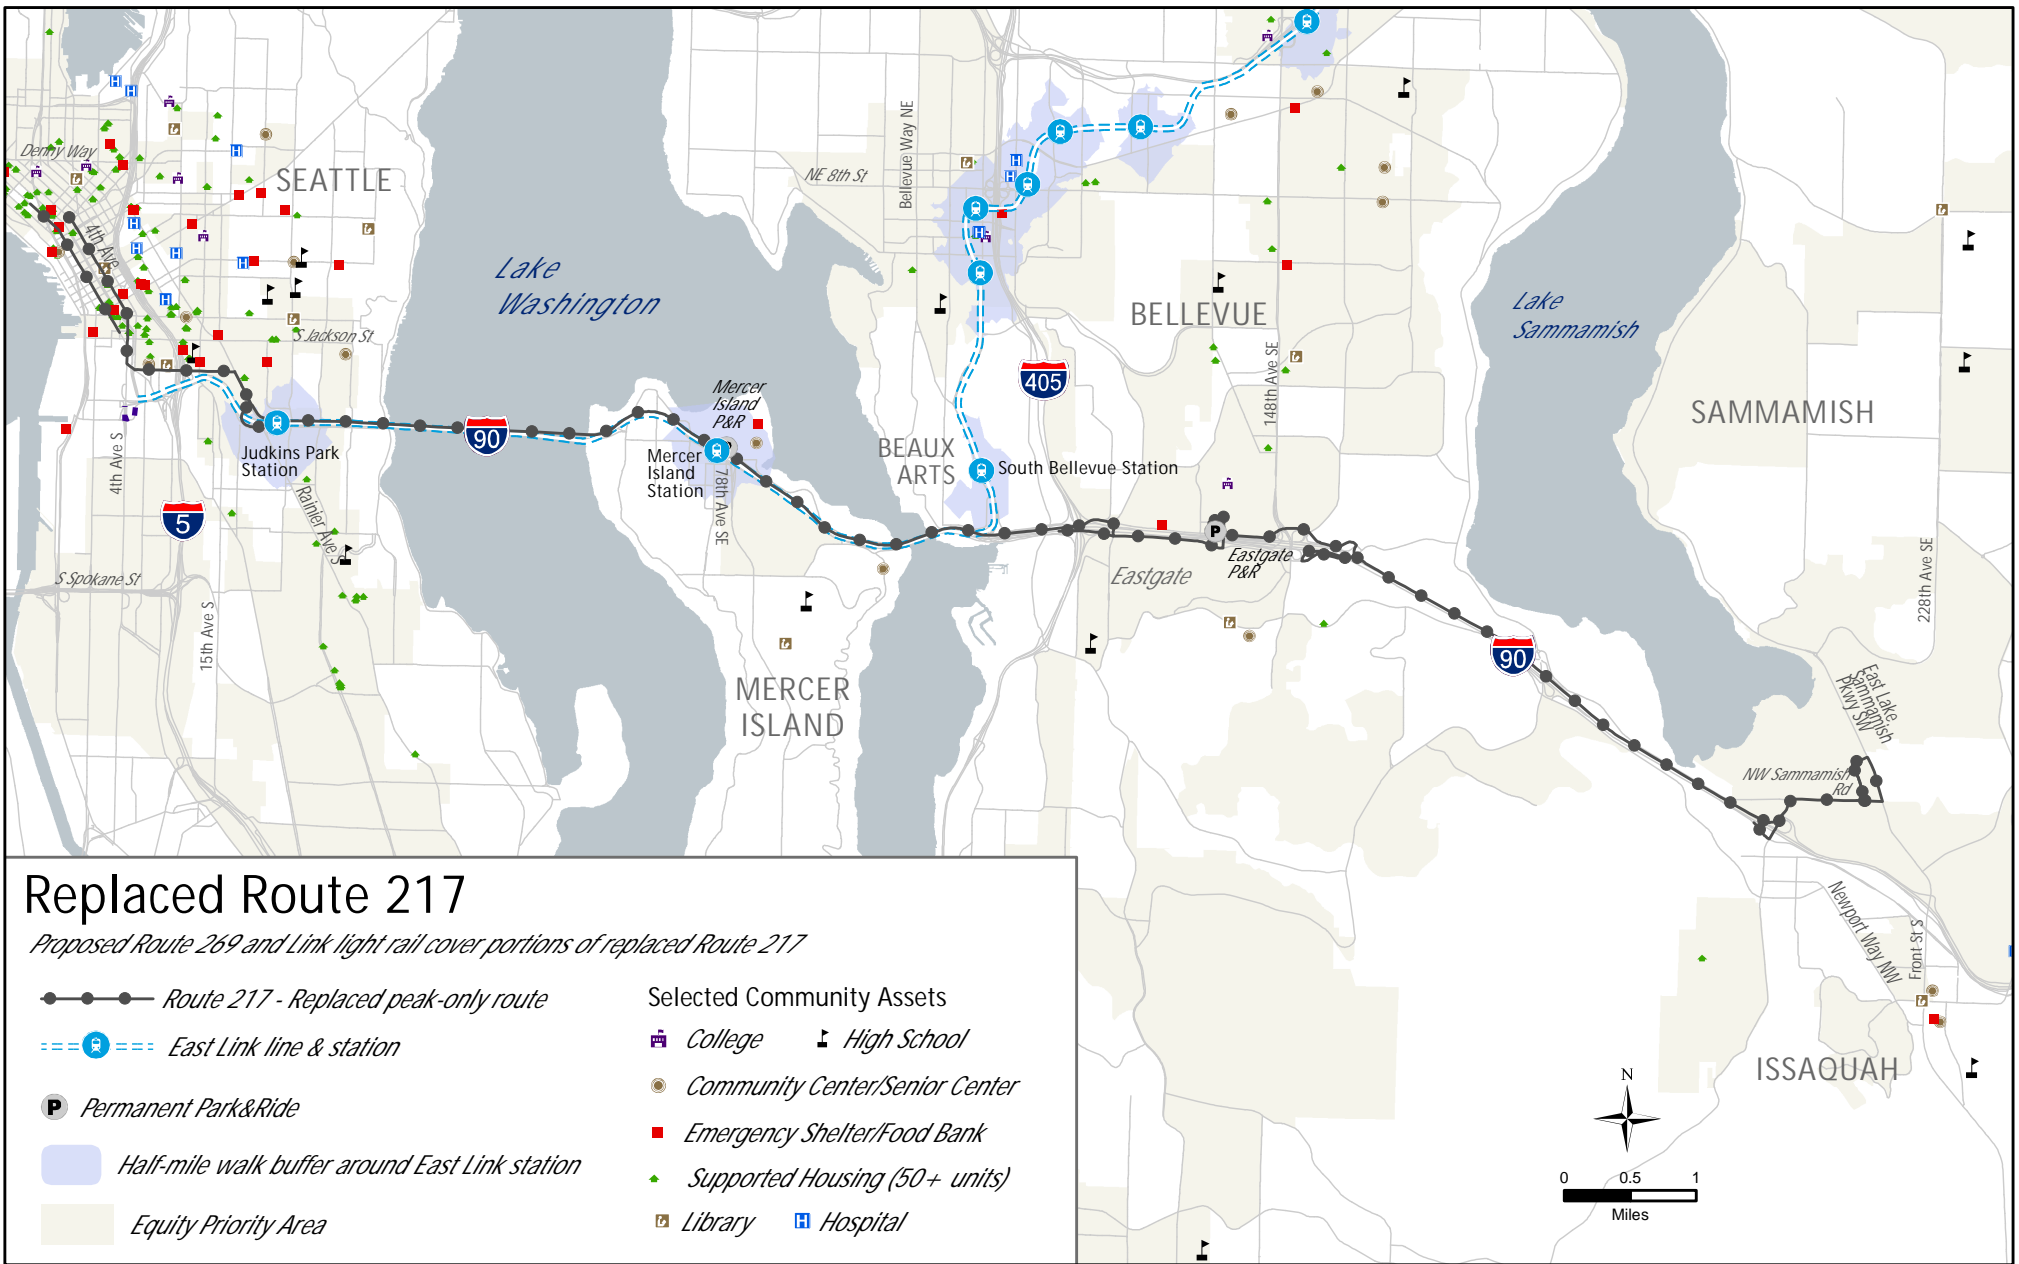 Denny Way
SEATTLE
4th Ave
S Jackson St
Judkins Park
Station
4th Ave S
5
Rainier Ave S
S Spokane St
15th Ave S
Lake
Washington
90
Mercer
Island
P&R
Mercer
Island
Station
78th Ave SE
MERCER
ISLAND
NE 8th St
Bellevue Way NE
BELLEVUE
405
148th Ave SE
BEAUX
ARTS
South Bellevue Station
P
Eastgate
P&R
Eastgate
Lake
Sammamish
SAMMAMISH
228th Ave SE
90
East Lake
Sammamish
Pkwy SW
NW Sammamish
Rd
Newport Way NW
Front St S
ISSAQUAH
N
0 0.5 1
Miles
Replaced Route 217
Proposed Route 269 and Link light rail cover portions of replaced Route 217
Route 217 - Replaced peak-only route
East Link line & station
P Permanent Park&Ride
Half-mile walk buffer around East Link station
Equity Priority Area
Selected Community Assets
College High School
Community Center/Senior Center
Emergency Shelter/Food Bank
Supported Housing (50+ units)
Library H Hospital